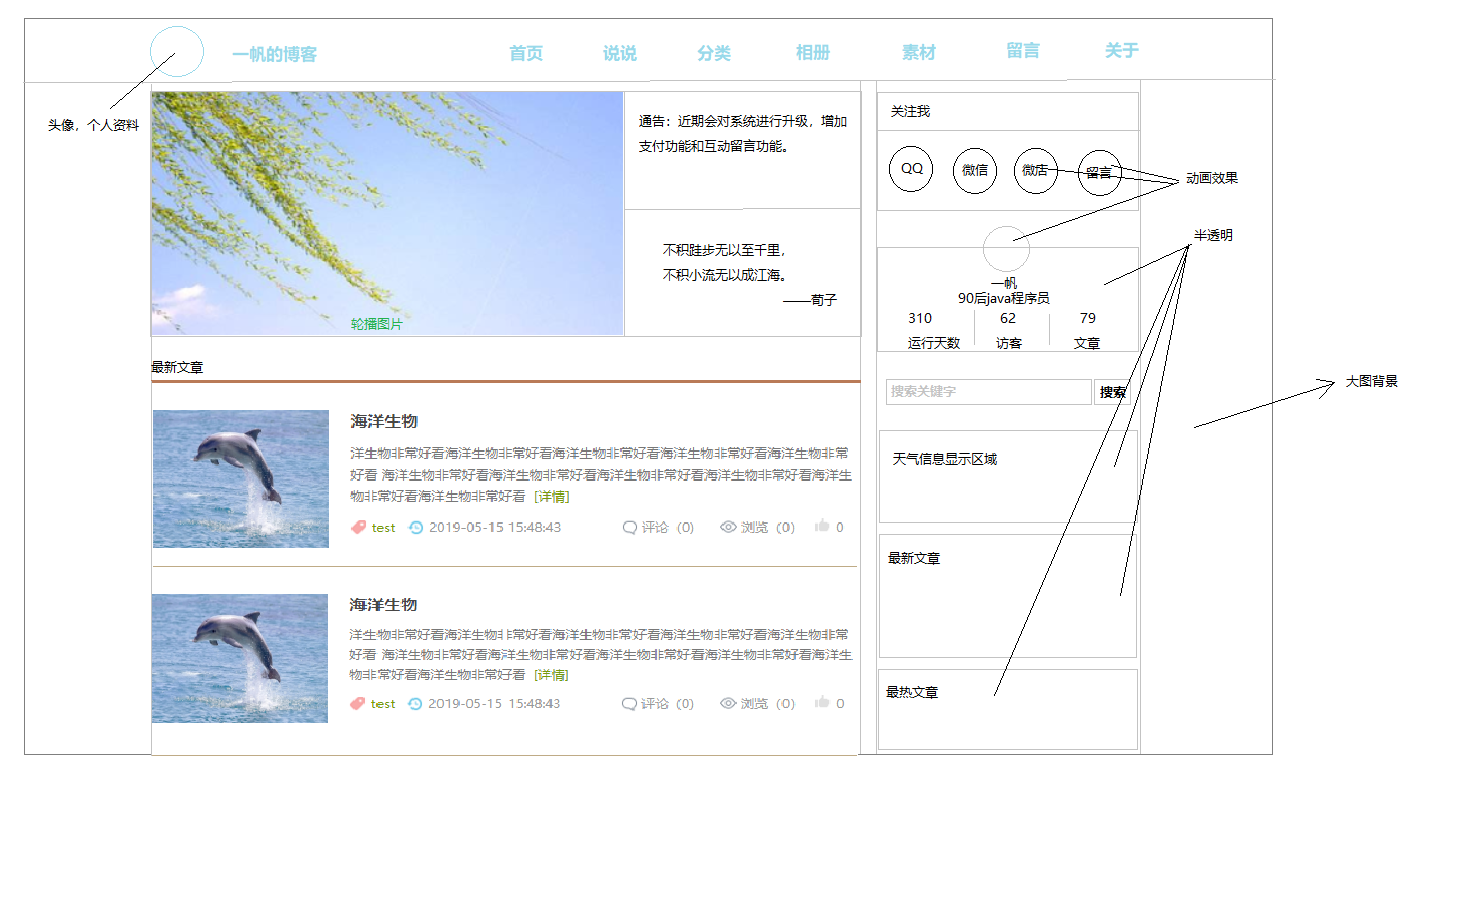 一帆的博客
首页
说说
分类
相册
素材
留言
关于
头像，个人资料
轮播图片
通告：近期会对系统进行升级，增加
支付功能和互动留言功能。
不积跬步无以至千里，
不积小流无以成江海。
——荀子
关注我
QQ
微信
微店
留言
动画效果
半透明
一帆
90后java程序员
310
62
79
运行天数
访客
文章
大图背景
最新文章
搜索关键字
搜索
海洋生物
洋生物非常好看海洋生物非常好看海洋生物非常好看海洋生物非常好看海洋生物非常
好看 海洋生物非常好看海洋生物非常好看海洋生物非常好看海洋生物非常好看海洋生
物非常好看海洋生物非常好看 [详情]
test
2019-05-15 15:48:43
评论 (0)
浏览 (0)
0
天气信息显示区域
最新文章
海洋生物
洋生物非常好看海洋生物非常好看海洋生物非常好看海洋生物非常好看海洋生物非常
好看 海洋生物非常好看海洋生物非常好看海洋生物非常好看海洋生物非常好看海洋生
物非常好看海洋生物非常好看 [详情]
test
2019-05-15 15:48:43
评论 (0)
浏览 (0)
0
最热文章